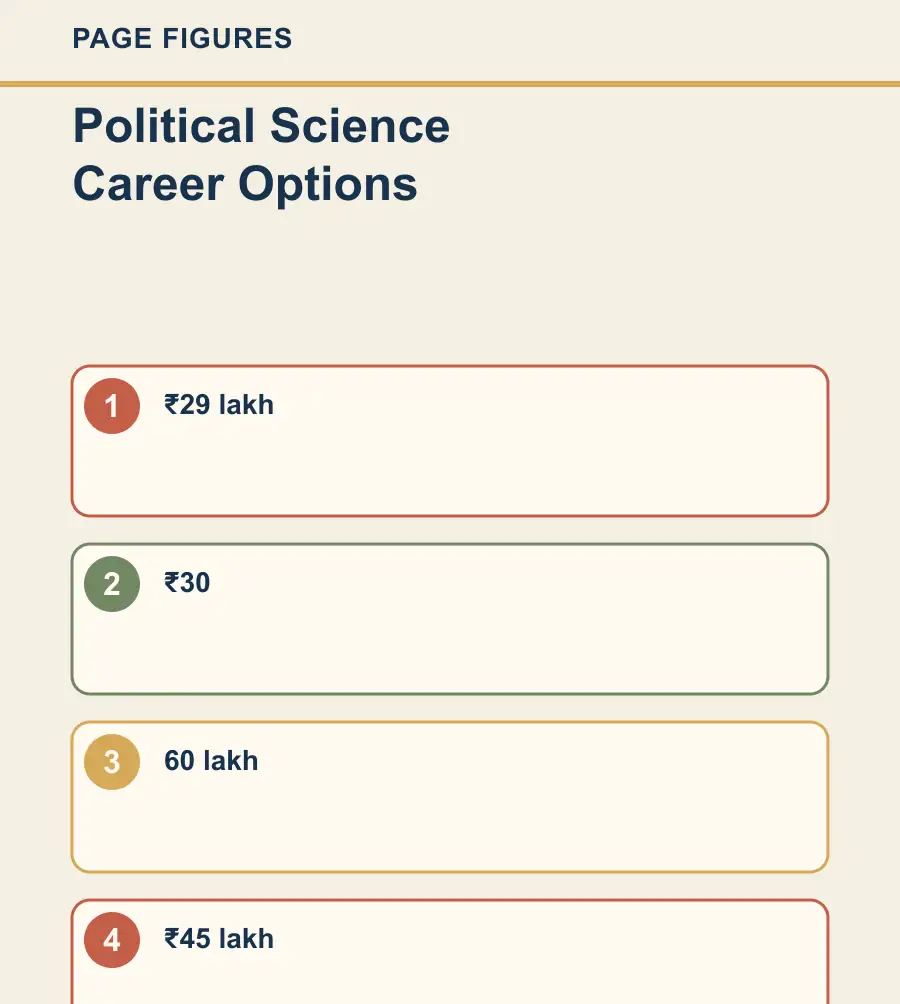 PAGE FIGURES
Political Science
Career Options
1
₹29 lakh
2
₹30
3
60 lakh
4
₹45 lakh